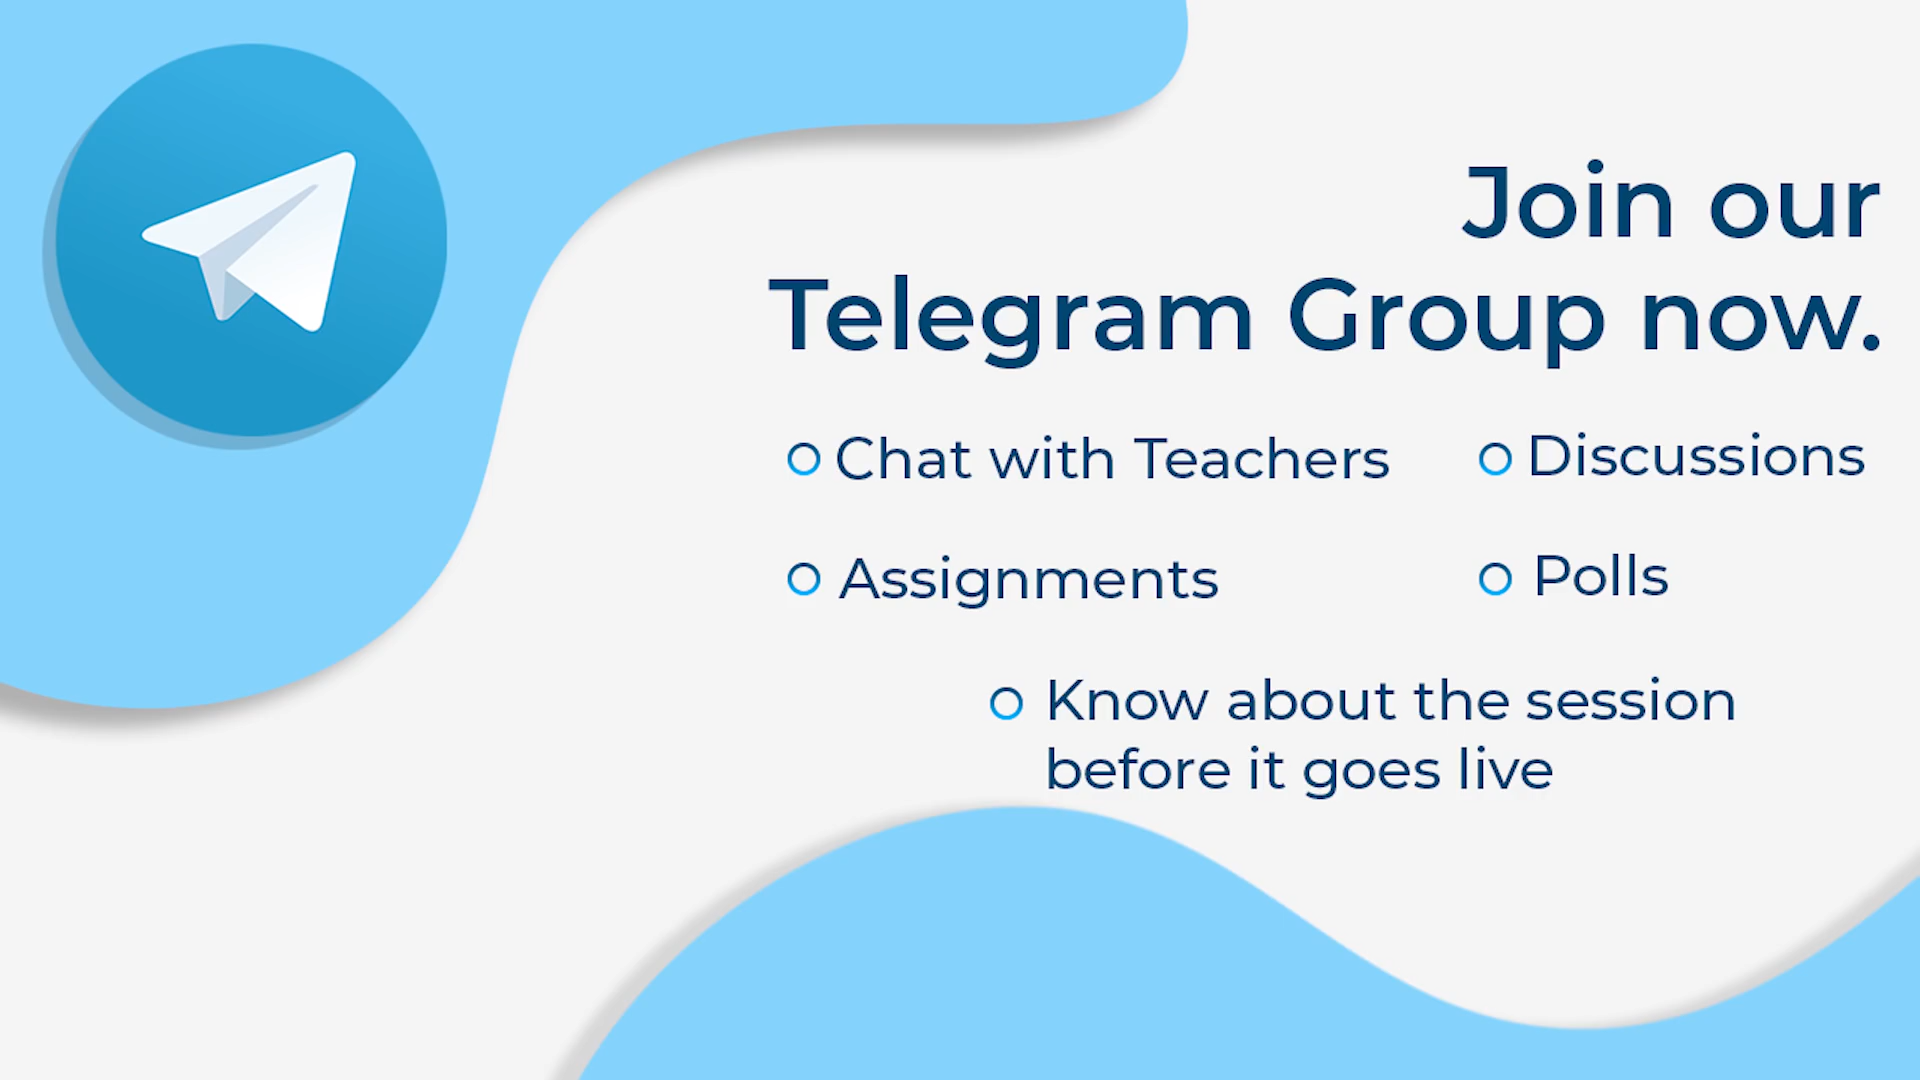 Join our
Telegram Group now.
Chat with Teachers
Discussions
Assignments
Polls
Know about the session
before it goes live